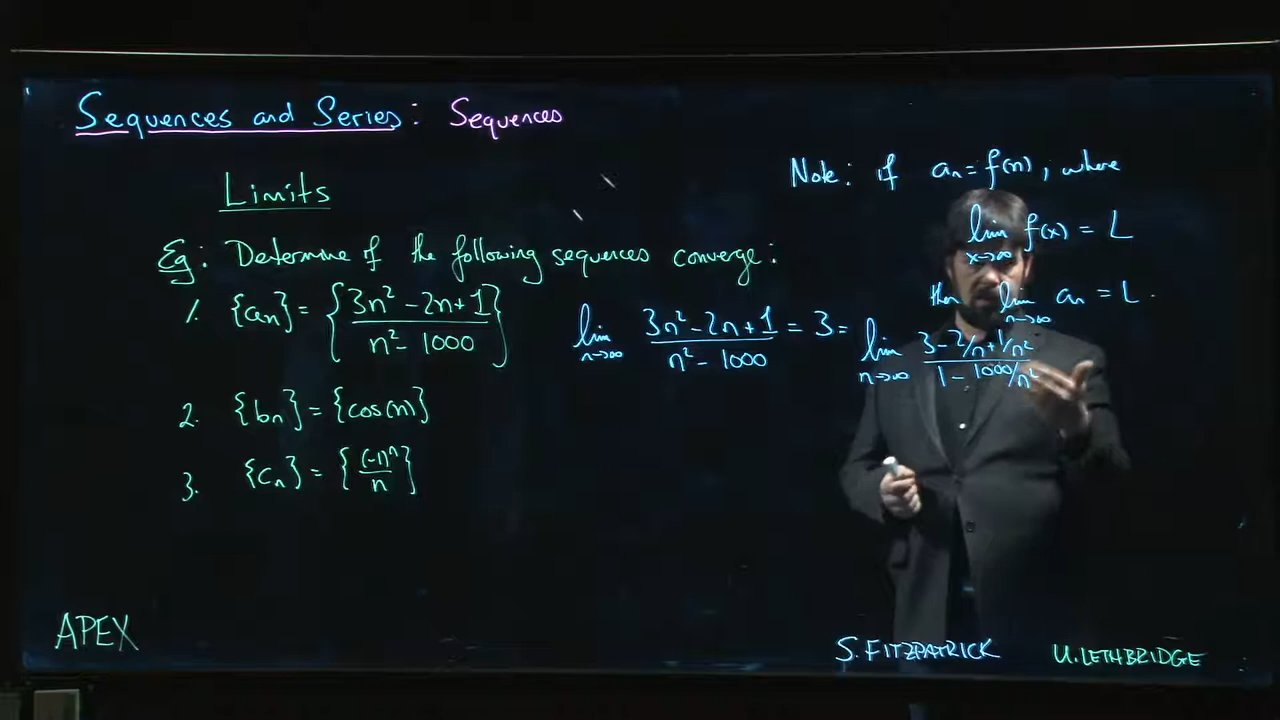 Sequences and Series: Sequences
Limits
Eg: Determine if the following sequences converge:
1. {aₙ} = {(3n² - 2n + 1)/(n² - 1000)}
2. {bₙ} = {cos(n)}
3. {cₙ} = {(-1)ⁿ/n}
Note: if aₙ = f(n), where
lim x→∞ f(x) = L
then lim n→∞ aₙ = L.
lim n→∞ (3n² - 2n + 1)/(n² - 1000) = 3 = lim n→∞ (3 - 2/n + 1/n²)/(1 - 1000/n²)
APEX
S. FITZPATRICK
U. LETHBRIDGE